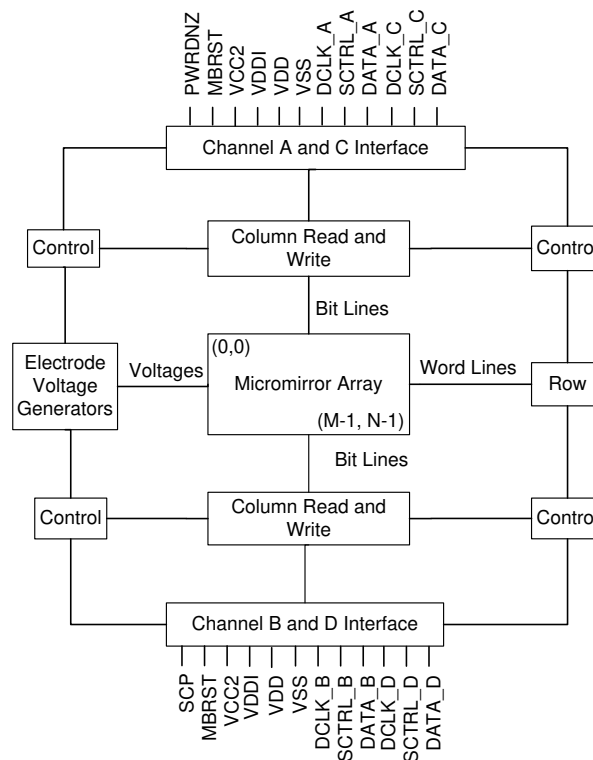 PWRDNZ
MBRST
VCC2
VDDI
VDD
VSS
DCLK_A
SCTRL_A
DATA_A
DCLK_C
SCTRL_C
DATA_C
Channel A and C Interface
Control
Column Read and
Write
Control
Bit Lines
(0,0)
Electrode
Voltage
Generators
Voltages
Micromirror Array
Word Lines
Row
(M-1, N-1)
Bit Lines
Control
Column Read and
Write
Control
Channel B and D Interface
SCP
MBRST
VCC2
VDDI
VDD
VSS
DCLK_B
SCTRL_B
DATA_B
DCLK_D
SCTRL_D
DATA_D